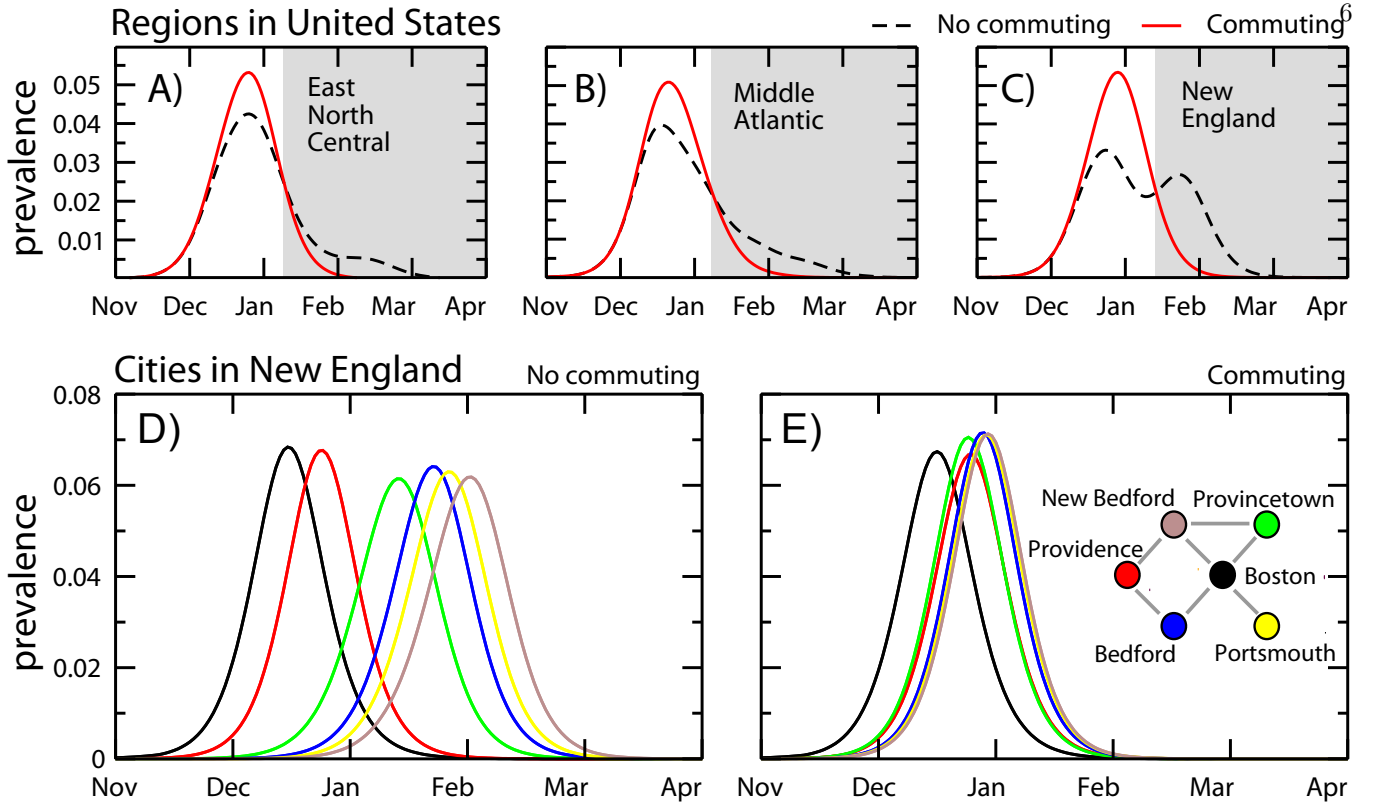 6
Regions in United States
No commuting
Commuting
prevalence
0.05
0.04
0.03
0.02
0.01
A)
East
North
Central
Nov Dec Jan Feb Mar Apr
B)
Middle
Atlantic
Nov Dec Jan Feb Mar Apr
C)
New
England
Nov Dec Jan Feb Mar Apr
Cities in New England
No commuting
prevalence
0.08
0.06
0.04
0.02
0
D)
Nov Dec Jan Feb Mar Apr
Commuting
E)
New Bedford
Provincetown
Providence
Boston
Bedford
Portsmouth
Nov Dec Jan Feb Mar Apr